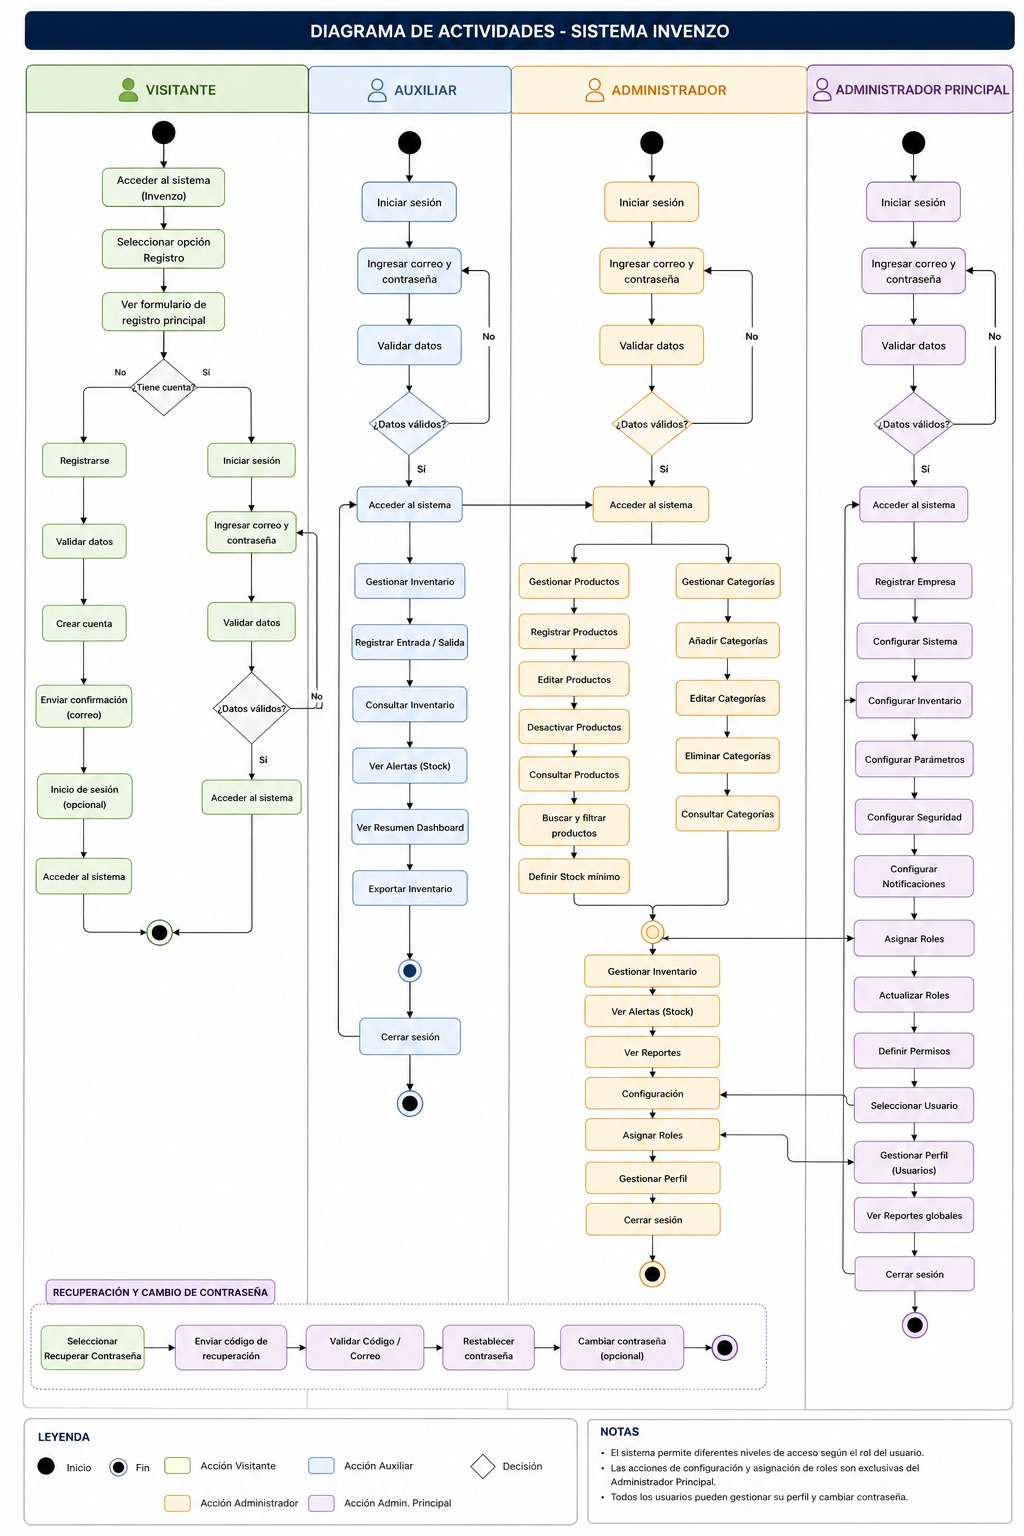 DIAGRAMA DE ACTIVIDADES - SISTEMA INVENZO
VISITANTE
Acceder al sistema
(Invenzo)
Seleccionar opción
Registro
Ver formulario de
registro principal
¿Tiene cuenta?
No
Sí
Registrarse
Validar datos
Crear cuenta
Enviar confirmación
(correo)
Inicio de sesión
(opcional)
Acceder al sistema
Iniciar sesión
Ingresar correo y
contraseña
Validar datos
¿Datos válidos?
No
Sí
Acceder al sistema
AUXILIAR
Iniciar sesión
Ingresar correo y
contraseña
Validar datos
¿Datos válidos?
No
Sí
Acceder al sistema
Gestionar Inventario
Registrar Entrada / Salida
Consultar Inventario
Ver Alertas (Stock)
Ver Resumen Dashboard
Exportar Inventario
Cerrar sesión
ADMINISTRADOR
Iniciar sesión
Ingresar correo y
contraseña
Validar datos
¿Datos válidos?
No
Sí
Acceder al sistema
Gestionar Productos
Registrar Productos
Editar Productos
Desactivar Productos
Consultar Productos
Buscar y filtrar
productos
Definir Stock mínimo
Gestionar Categorías
Añadir Categorías
Editar Categorías
Eliminar Categorías
Consultar Categorías
Gestionar Inventario
Ver Alertas (Stock)
Ver Reportes
Configuración
Asignar Roles
Gestionar Perfil
Cerrar sesión
ADMINISTRADOR PRINCIPAL
Iniciar sesión
Ingresar correo y
contraseña
Validar datos
¿Datos válidos?
No
Sí
Acceder al sistema
Registrar Empresa
Configurar Sistema
Configurar Inventario
Configurar Parámetros
Configurar Seguridad
Configurar
Notificaciones
Asignar Roles
Actualizar Roles
Definir Permisos
Seleccionar Usuario
Gestionar Perfil
(Usuarios)
Ver Reportes globales
Cerrar sesión
RECUPERACIÓN Y CAMBIO DE CONTRASEÑA
Seleccionar
Recuperar Contraseña
Enviar código de
recuperación
Validar Código /
Correo
Restablecer
contraseña
Cambiar contraseña
(opcional)
LEYENDA
Inicio
Fin
Acción Visitante
Acción Auxiliar
Decisión
Acción Administrador
Acción Admin. Principal
NOTAS
• El sistema permite diferentes niveles de acceso según el rol del usuario.
• Las acciones de configuración y asignación de roles son exclusivas del
Administrador Principal.
• Todos los usuarios pueden gestionar su perfil y cambiar contraseña.